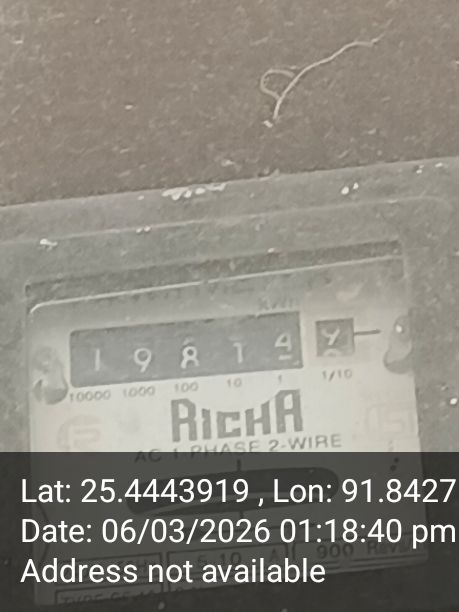 KWh
1 9 8 1 4 9
10000 1000 100 10 1 1/10
RICHA
AC 1 PHASE 2-WIRE
Lat: 25.4443919 , Lon: 91.8427
Date: 06/03/2026 01:18:40 pm
Address not available